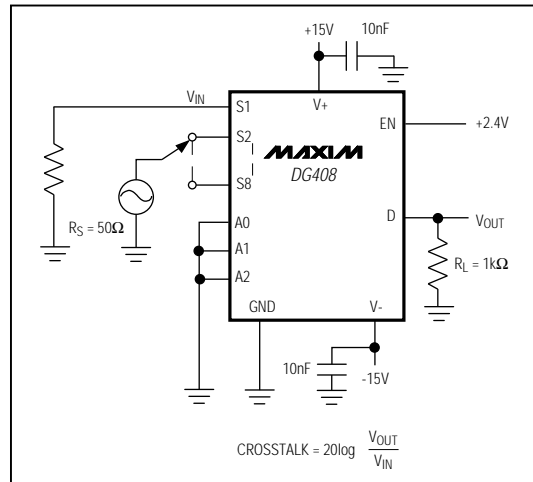 +15V
10nF
V+
VIN
S1
S2
S8
EN
+2.4V
MAXIM
DG408
RS = 50Ω
D
VOUT
RL = 1kΩ
A0
A1
A2
GND
V-
10nF
-15V
CROSSTALK = 20log VOUT
VIN